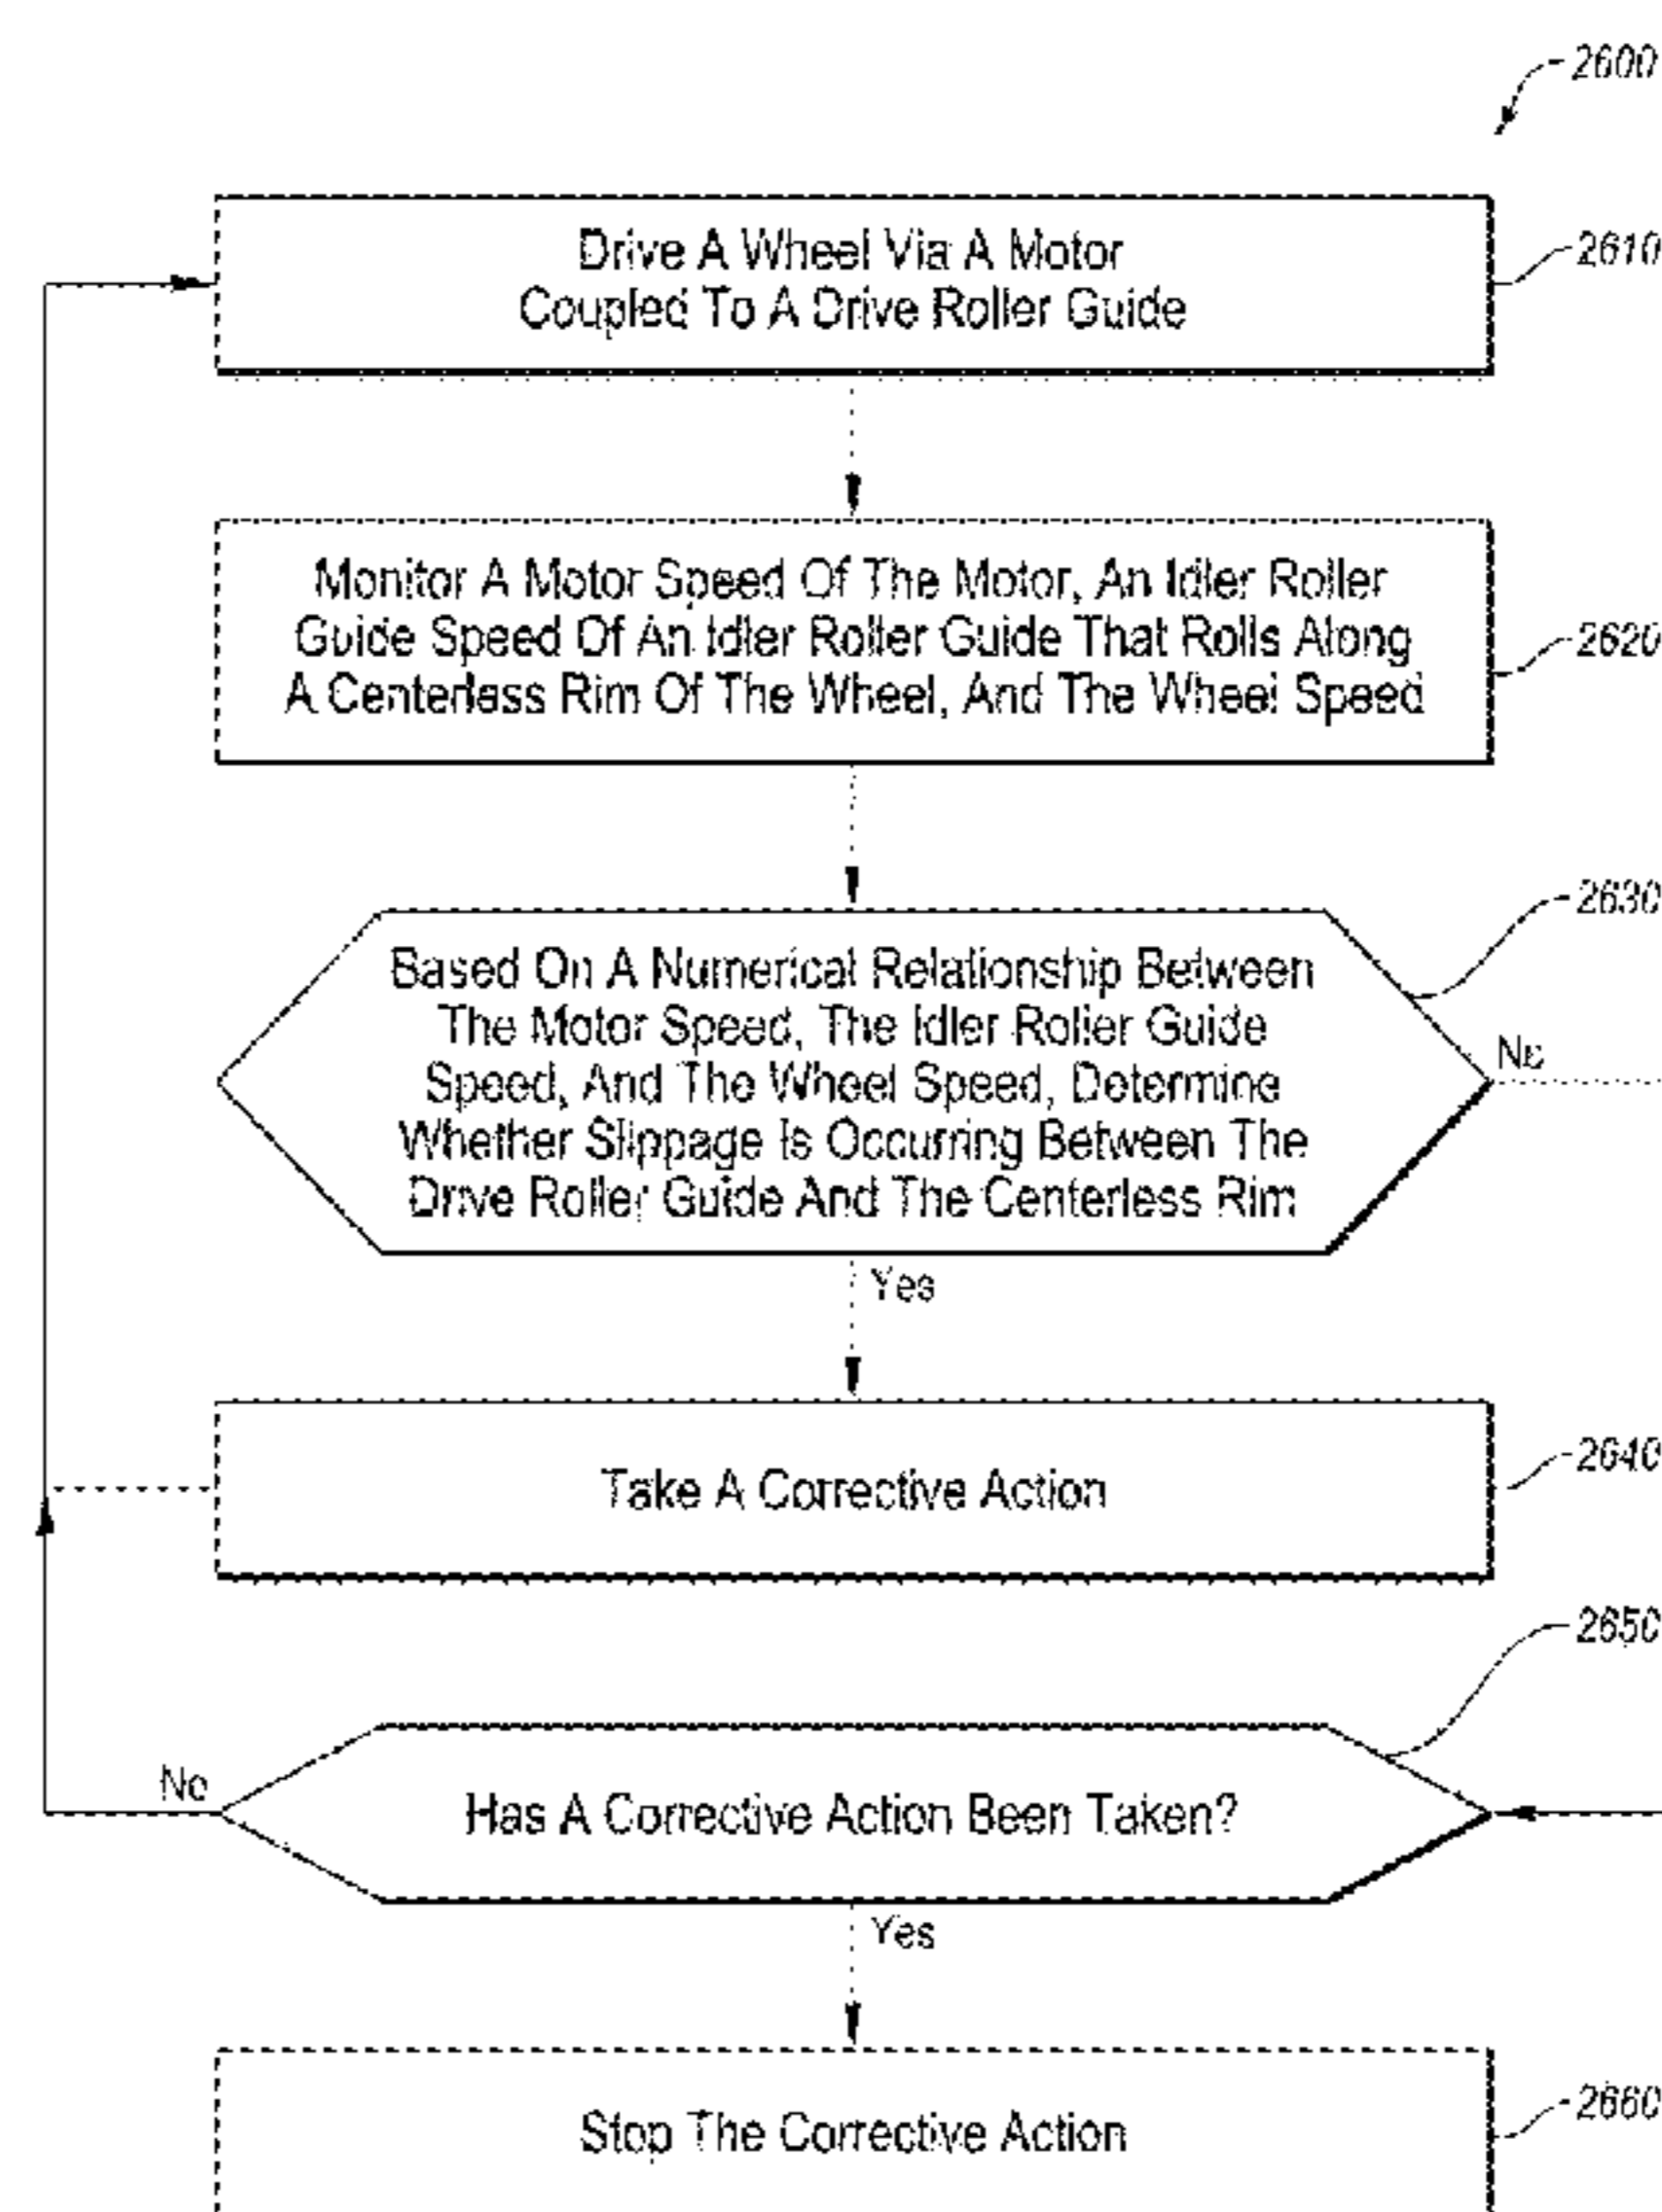 2600
Drive A Wheel Via A Motor
Coupled To A Drive Roller Guide
2610
Monitor A Motor Speed Of The Motor, An Idler Roller
Guide Speed Of An Idler Roller Guide That Rolls Along
A Centerless Rim Of The Wheel, And The Wheel Speed
2620
2630
Based On A Numerical Relationship Between
The Motor Speed, The Idler Roller Guide
Speed, And The Wheel Speed, Determine
Whether Slippage Is Occurring Between The
Drive Roller Guide And The Centerless Rim
No
Yes
Take A Corrective Action
2640
2650
No
Has A Corrective Action Been Taken?
Yes
Stop The Corrective Action
2660